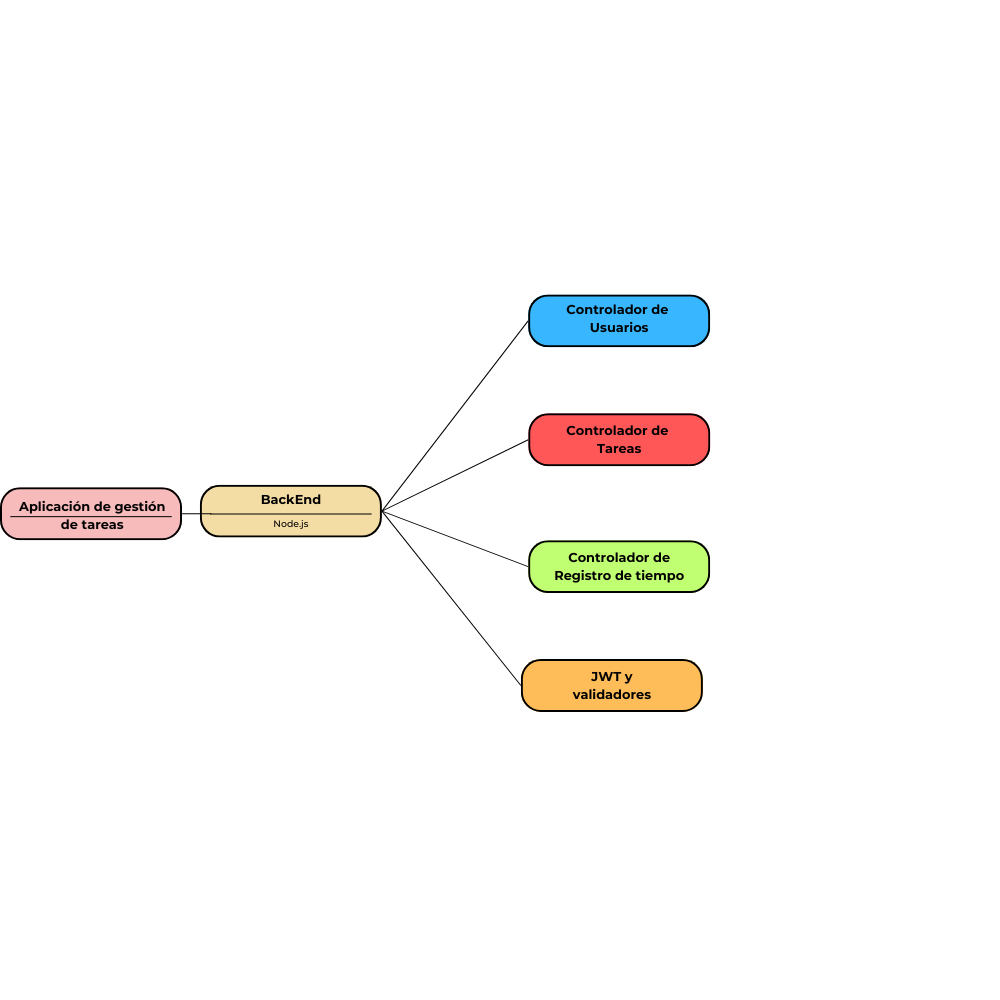 Controlador de
Usuarios
Controlador de
Tareas
Aplicación de gestión
de tareas
BackEnd
Node.js
Controlador de
Registro de tiempo
JWT y
validadores